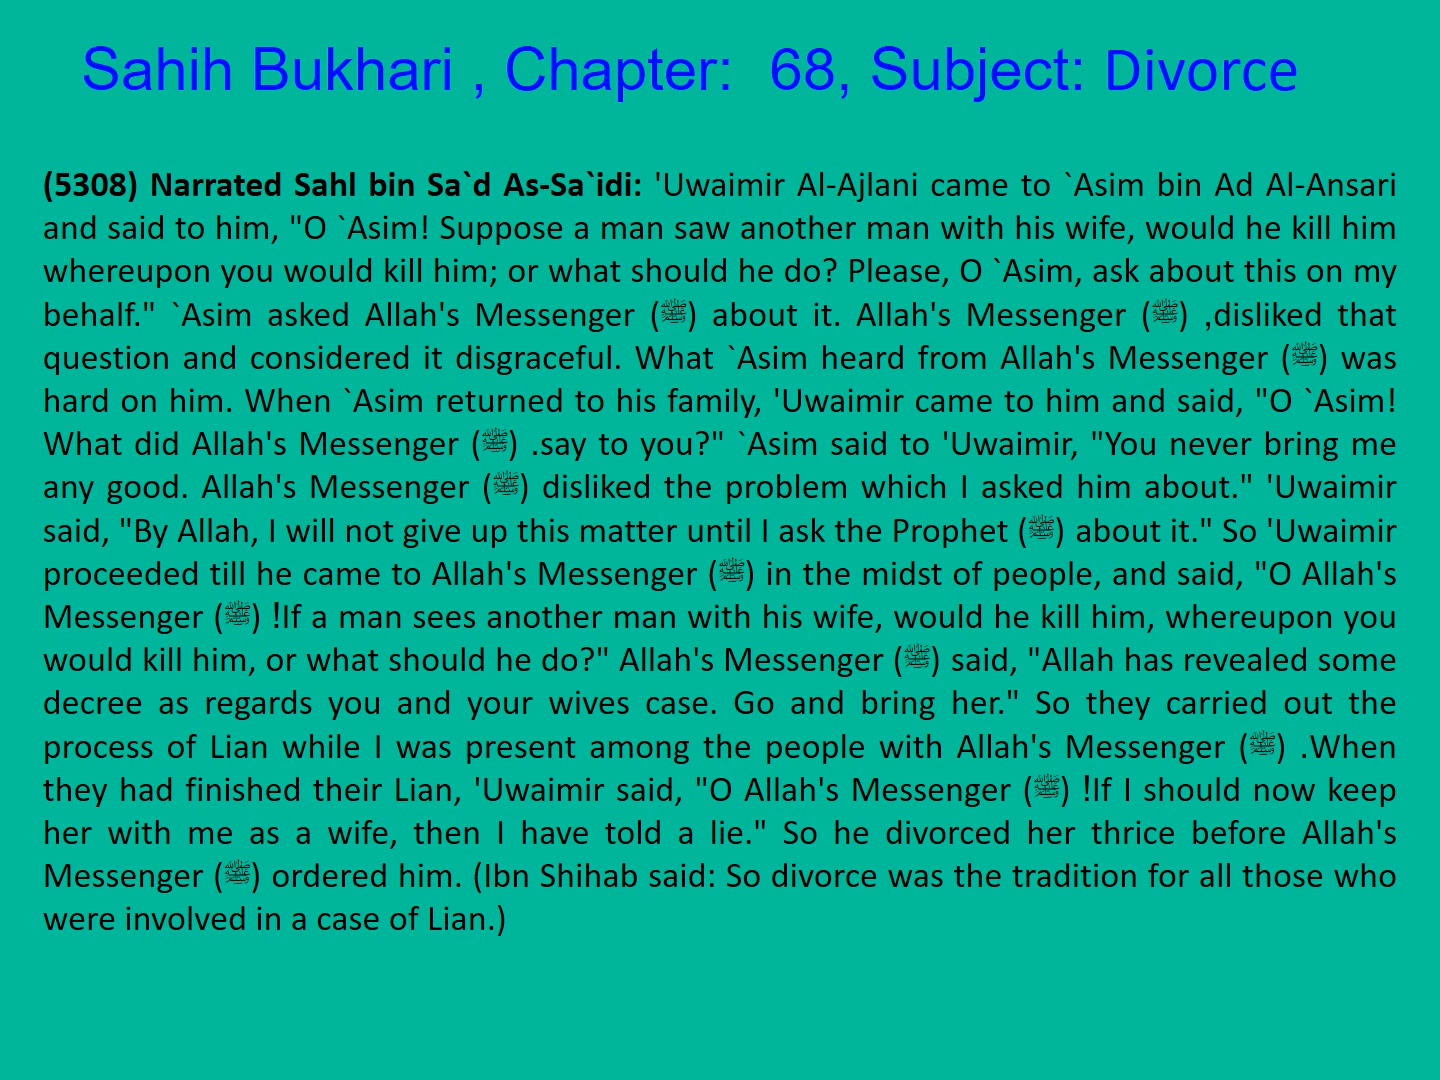 Sahih Bukhari , Chapter:  68, Subject: Divorce
(5308) Narrated Sahl bin Sa`d As-Sa`idi: 'Uwaimir Al-Ajlani came to `Asim bin Ad Al-Ansari
and said to him, "O `Asim! Suppose a man saw another man with his wife, would he kill him
whereupon you would kill him; or what should he do? Please, O `Asim, ask about this on my
behalf." `Asim asked Allah's Messenger (ﷺ) about it. Allah's Messenger (ﷺ) ,disliked that
question and considered it disgraceful. What `Asim heard from Allah's Messenger (ﷺ) was
hard on him. When `Asim returned to his family, 'Uwaimir came to him and said, "O `Asim!
What did Allah's Messenger (ﷺ) .say to you?" `Asim said to 'Uwaimir, "You never bring me
any good. Allah's Messenger (ﷺ) disliked the problem which I asked him about." 'Uwaimir
said, "By Allah, I will not give up this matter until I ask the Prophet (ﷺ) about it." So 'Uwaimir
proceeded till he came to Allah's Messenger (ﷺ) in the midst of people, and said, "O Allah's
Messenger (ﷺ) !If a man sees another man with his wife, would he kill him, whereupon you
would kill him, or what should he do?" Allah's Messenger (ﷺ) said, "Allah has revealed some
decree as regards you and your wives case. Go and bring her." So they carried out the
process of Lian while I was present among the people with Allah's Messenger (ﷺ) .When
they had finished their Lian, 'Uwaimir said, "O Allah's Messenger (ﷺ) !If I should now keep
her with me as a wife, then I have told a lie." So he divorced her thrice before Allah's
Messenger (ﷺ) ordered him. (Ibn Shihab said: So divorce was the tradition for all those who
were involved in a case of Lian.)